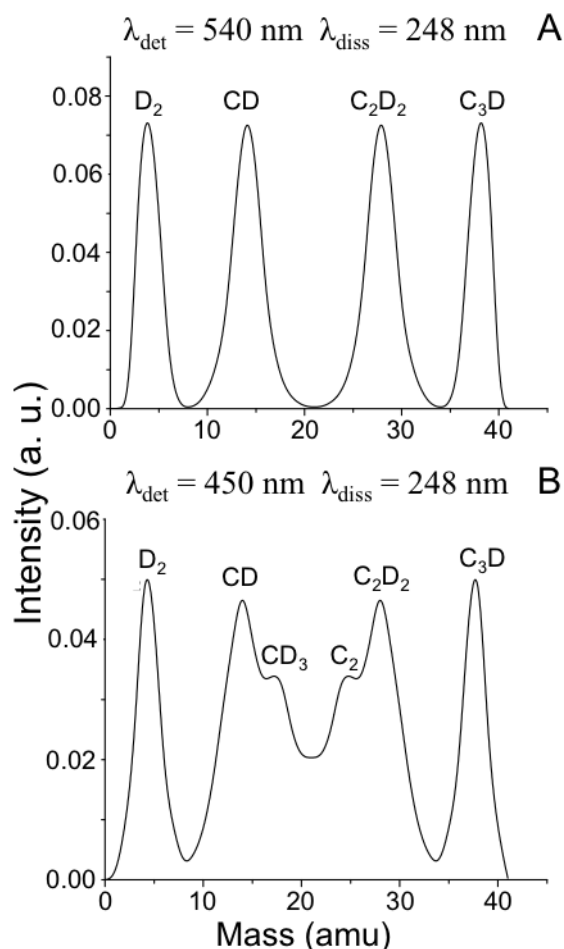 λdet = 540 nm λdiss = 248 nm A
D2 CD C2D2 C3D
0.08
0.06
0.04
0.02
0.00
0 10 20 30 40
Intensity (a. u.)
λdet = 450 nm λdiss = 248 nm B
0.06
D2 CD CD3 C2 C2D2 C3D
0.04
0.02
0.00
0 10 20 30 40
Mass (amu)